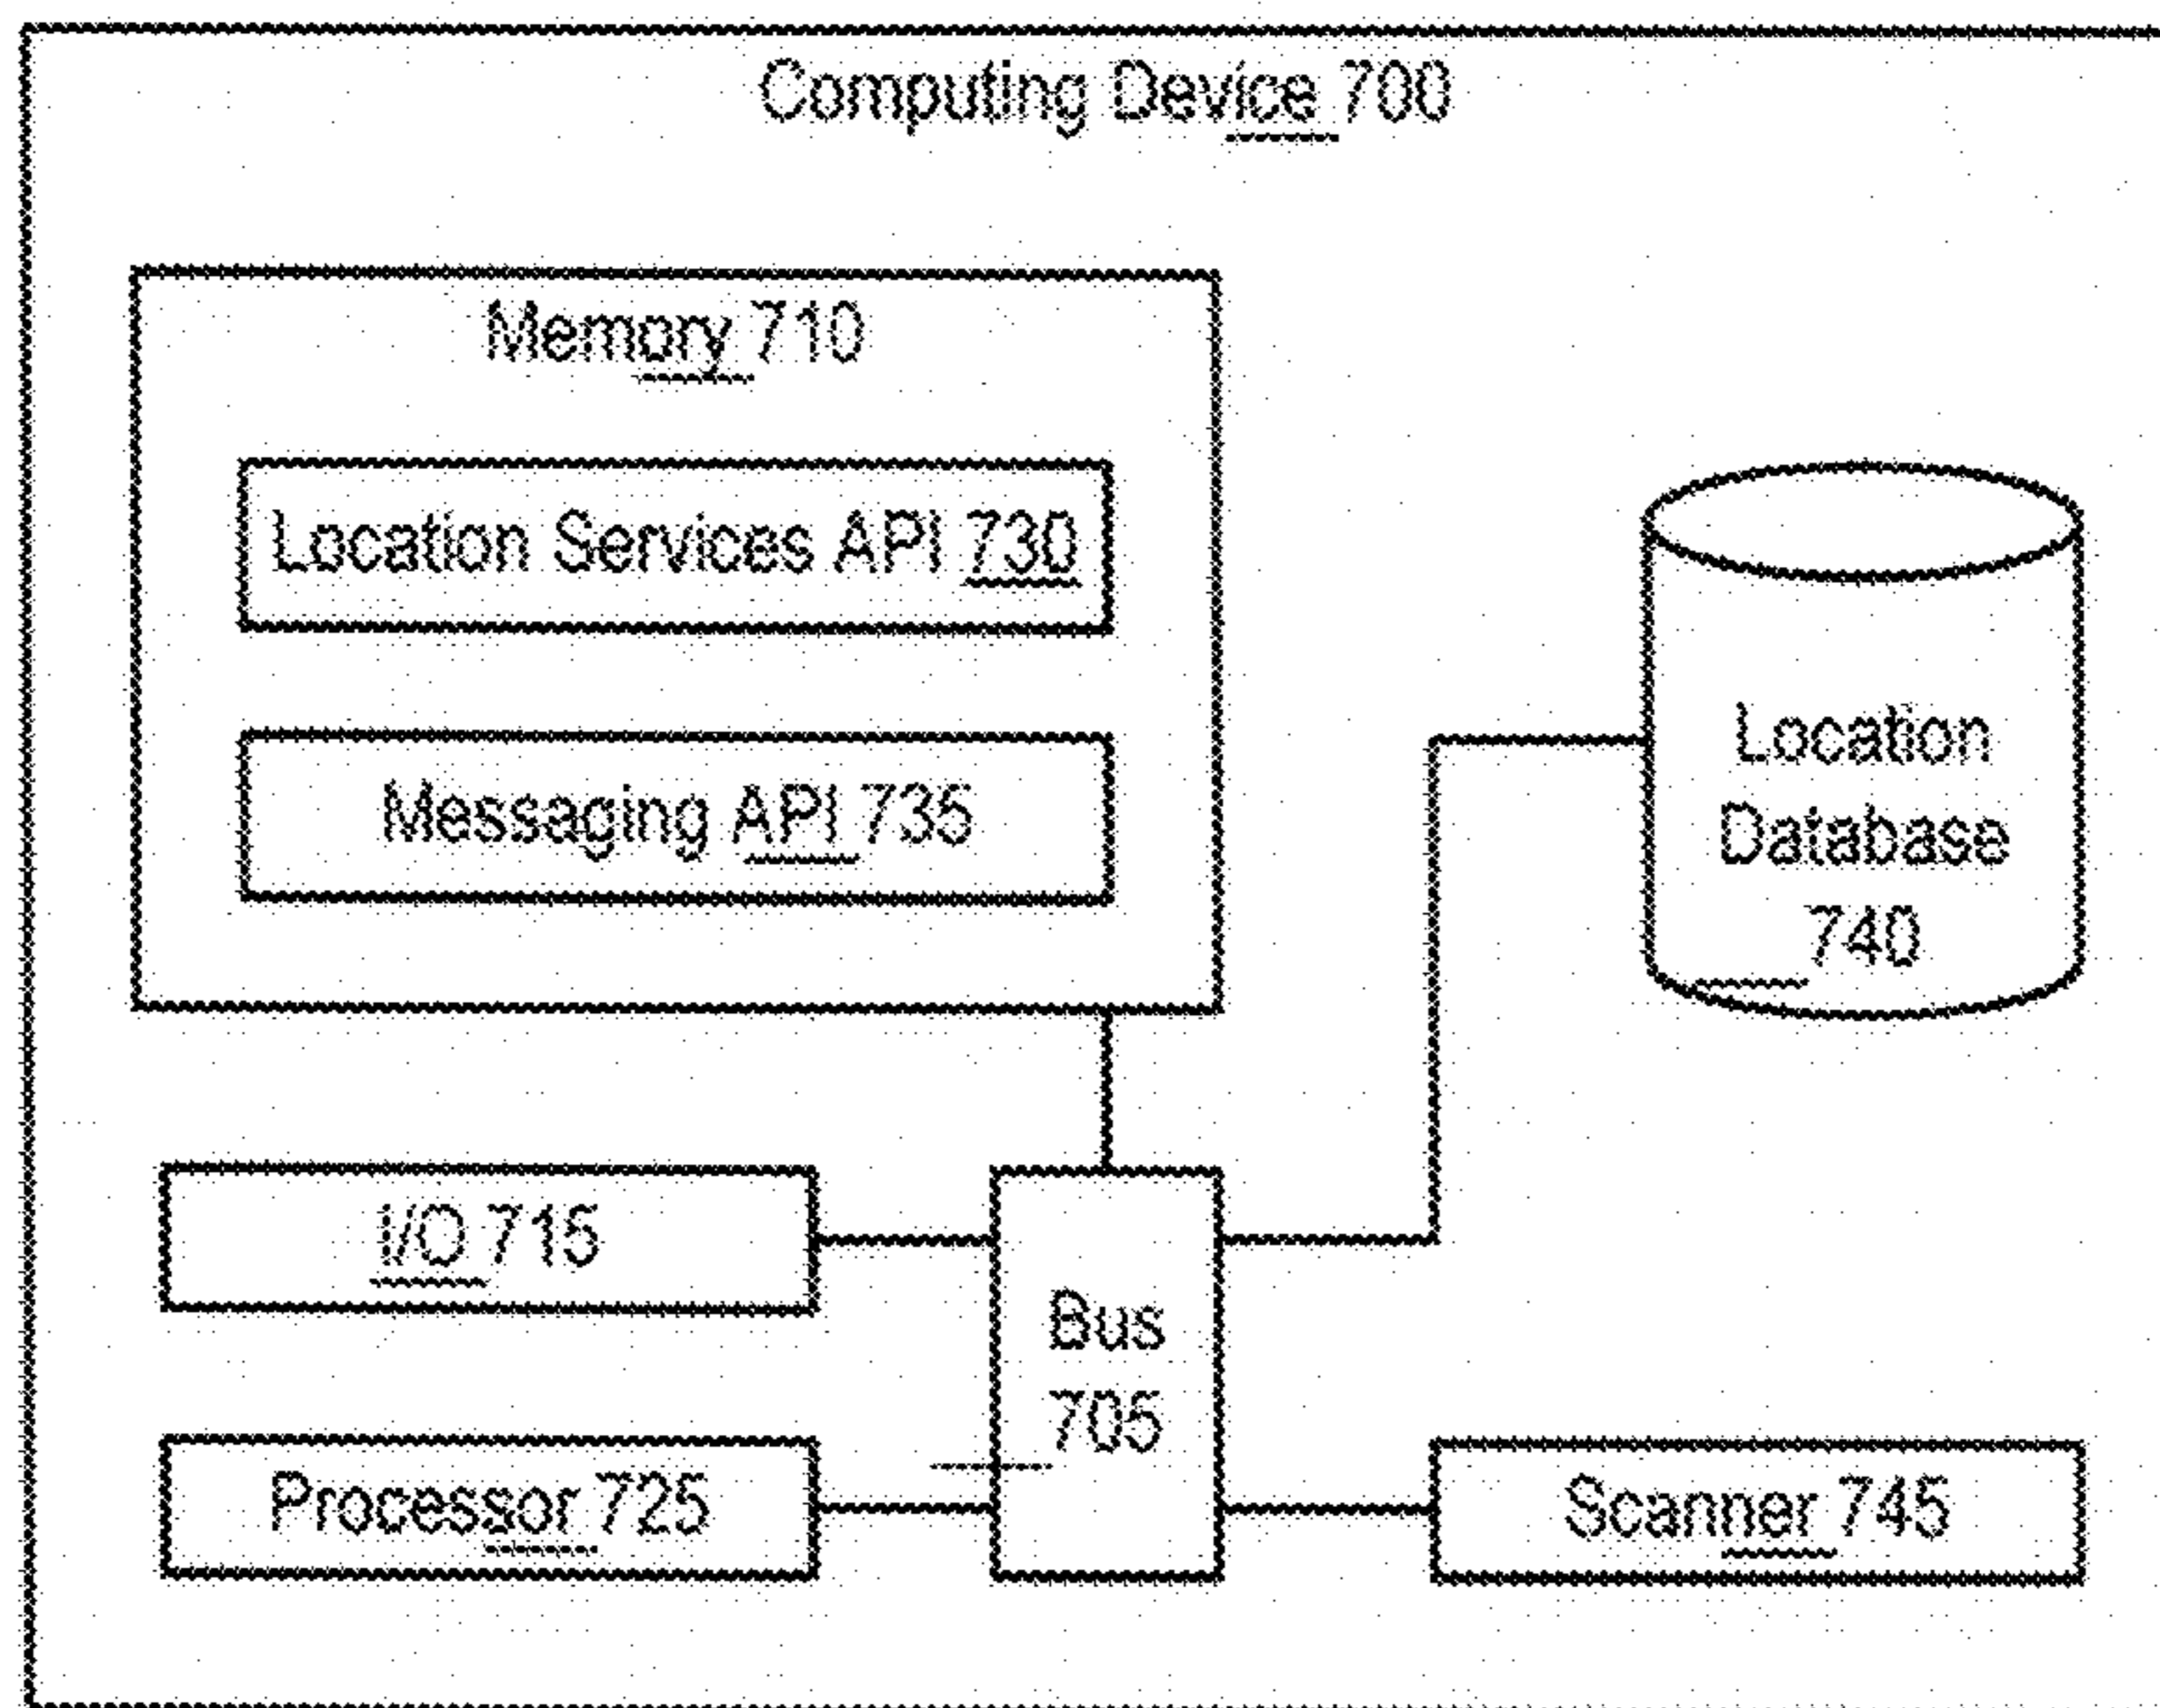 Computing Device 700
Memory 710
Location Services API 730
Messaging API 735
Location
Database
740
I/O 715
Bus
705
Processor 725
Scanner 745